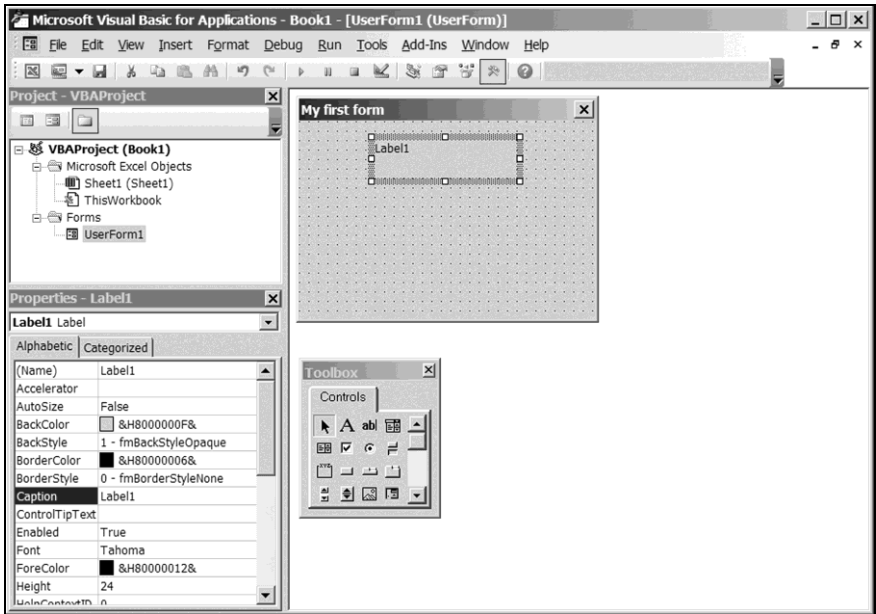 Microsoft Visual Basic for Applications - Book1 - [UserForm1 (UserForm)]
File Edit View Insert Format Debug Run Tools Add-Ins Window Help
Project - VBAProject
VBAProject (Book1)
Microsoft Excel Objects
Sheet1 (Sheet1)
ThisWorkbook
Forms
UserForm1
My first form
Label1
Properties - Label1
Label1 Label
Alphabetic Categorized
(Name) Label1
Accelerator
AutoSize False
BackColor &H8000000F&
BackStyle 1 - fmBackStyleOpaque
BorderColor &H80000006&
BorderStyle 0 - fmBorderStyleNone
Caption Label1
ControlTipText
Enabled True
Font Tahoma
ForeColor &H80000012&
Height 24
HelpContextID 0
Toolbox
Controls
A ab